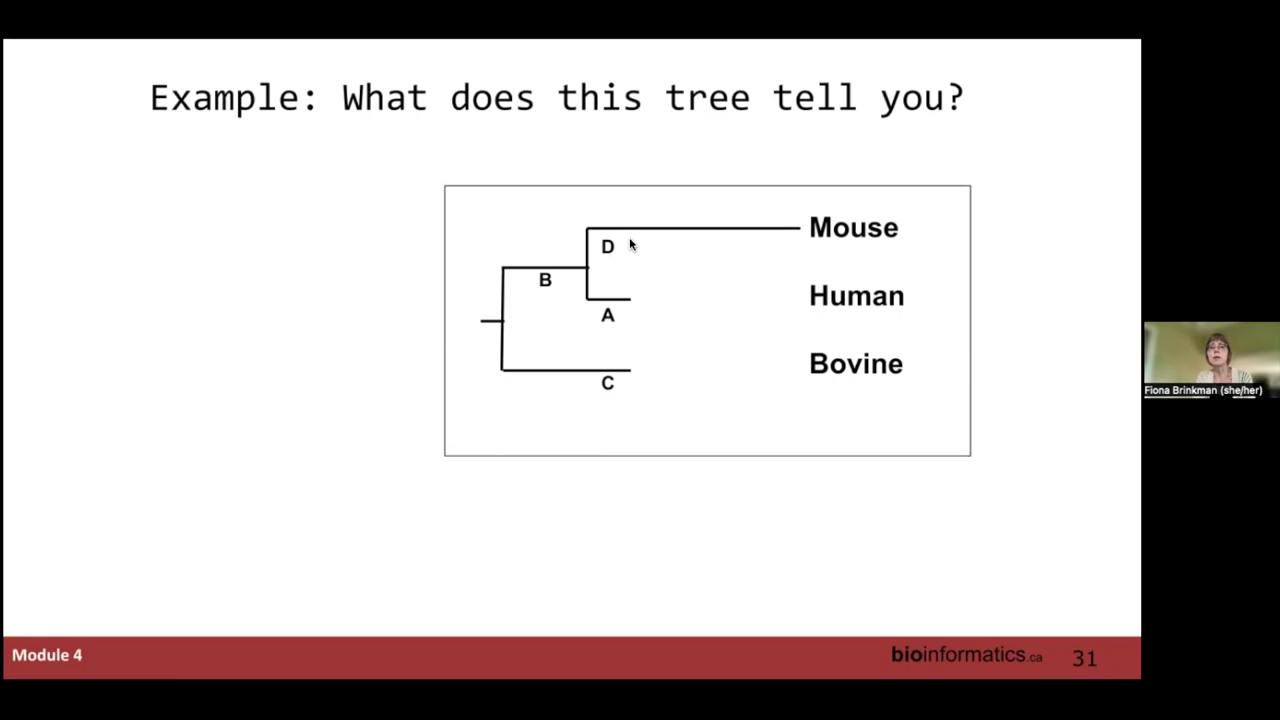 Example: What does this tree tell you?
Mouse
D
B
Human
A
Bovine
C
Fiona Brinkman (she/her)
Module 4
bioinformatics.ca
31